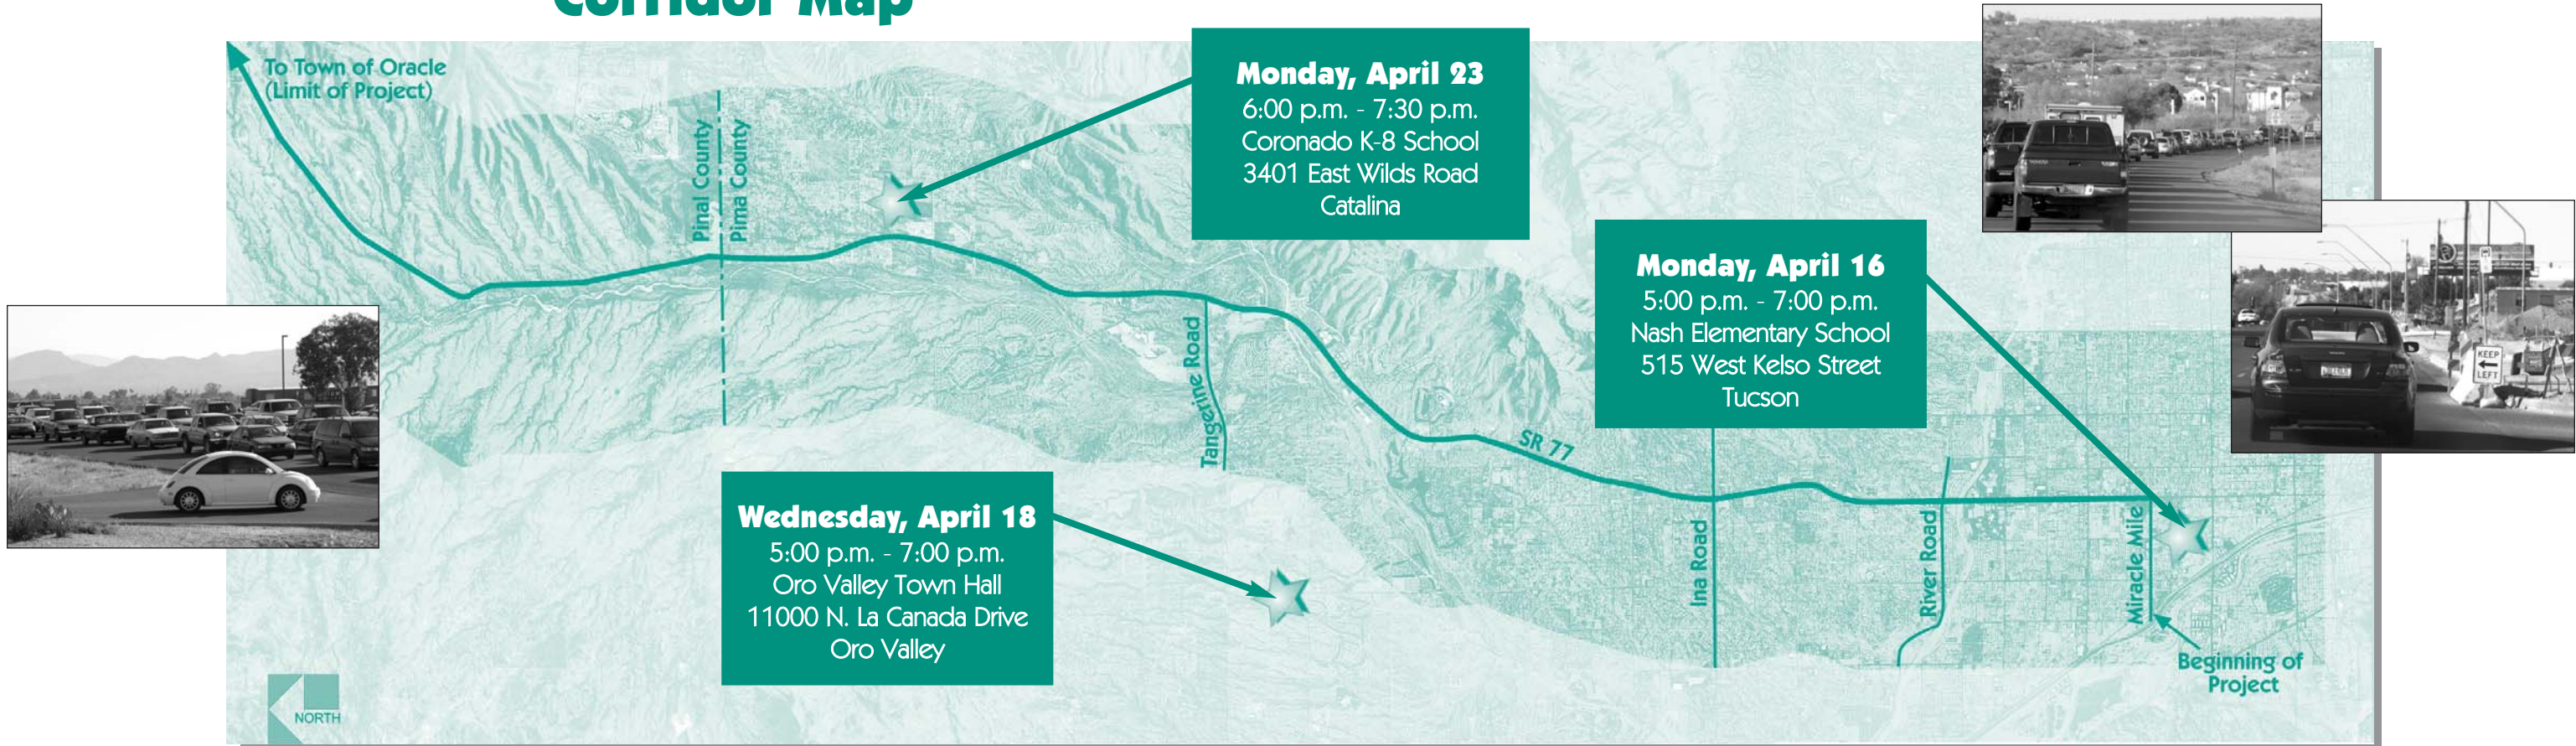 Corridor Map
To Town of Oracle
(Limit of Project)
Pinal County
Pima County
Monday, April 23
6:00 p.m. - 7:30 p.m.
Coronado K-8 School
3401 East Wilds Road
Catalina
Monday, April 16
5:00 p.m. - 7:00 p.m.
Nash Elementary School
515 West Kelso Street
Tucson
KEEP
LEFT
Tangerine Road
SR 77
Wednesday, April 18
5:00 p.m. - 7:00 p.m.
Oro Valley Town Hall
11000 N. La Canada Drive
Oro Valley
Ina Road
River Road
Miracle Mile
Beginning of
Project
NORTH